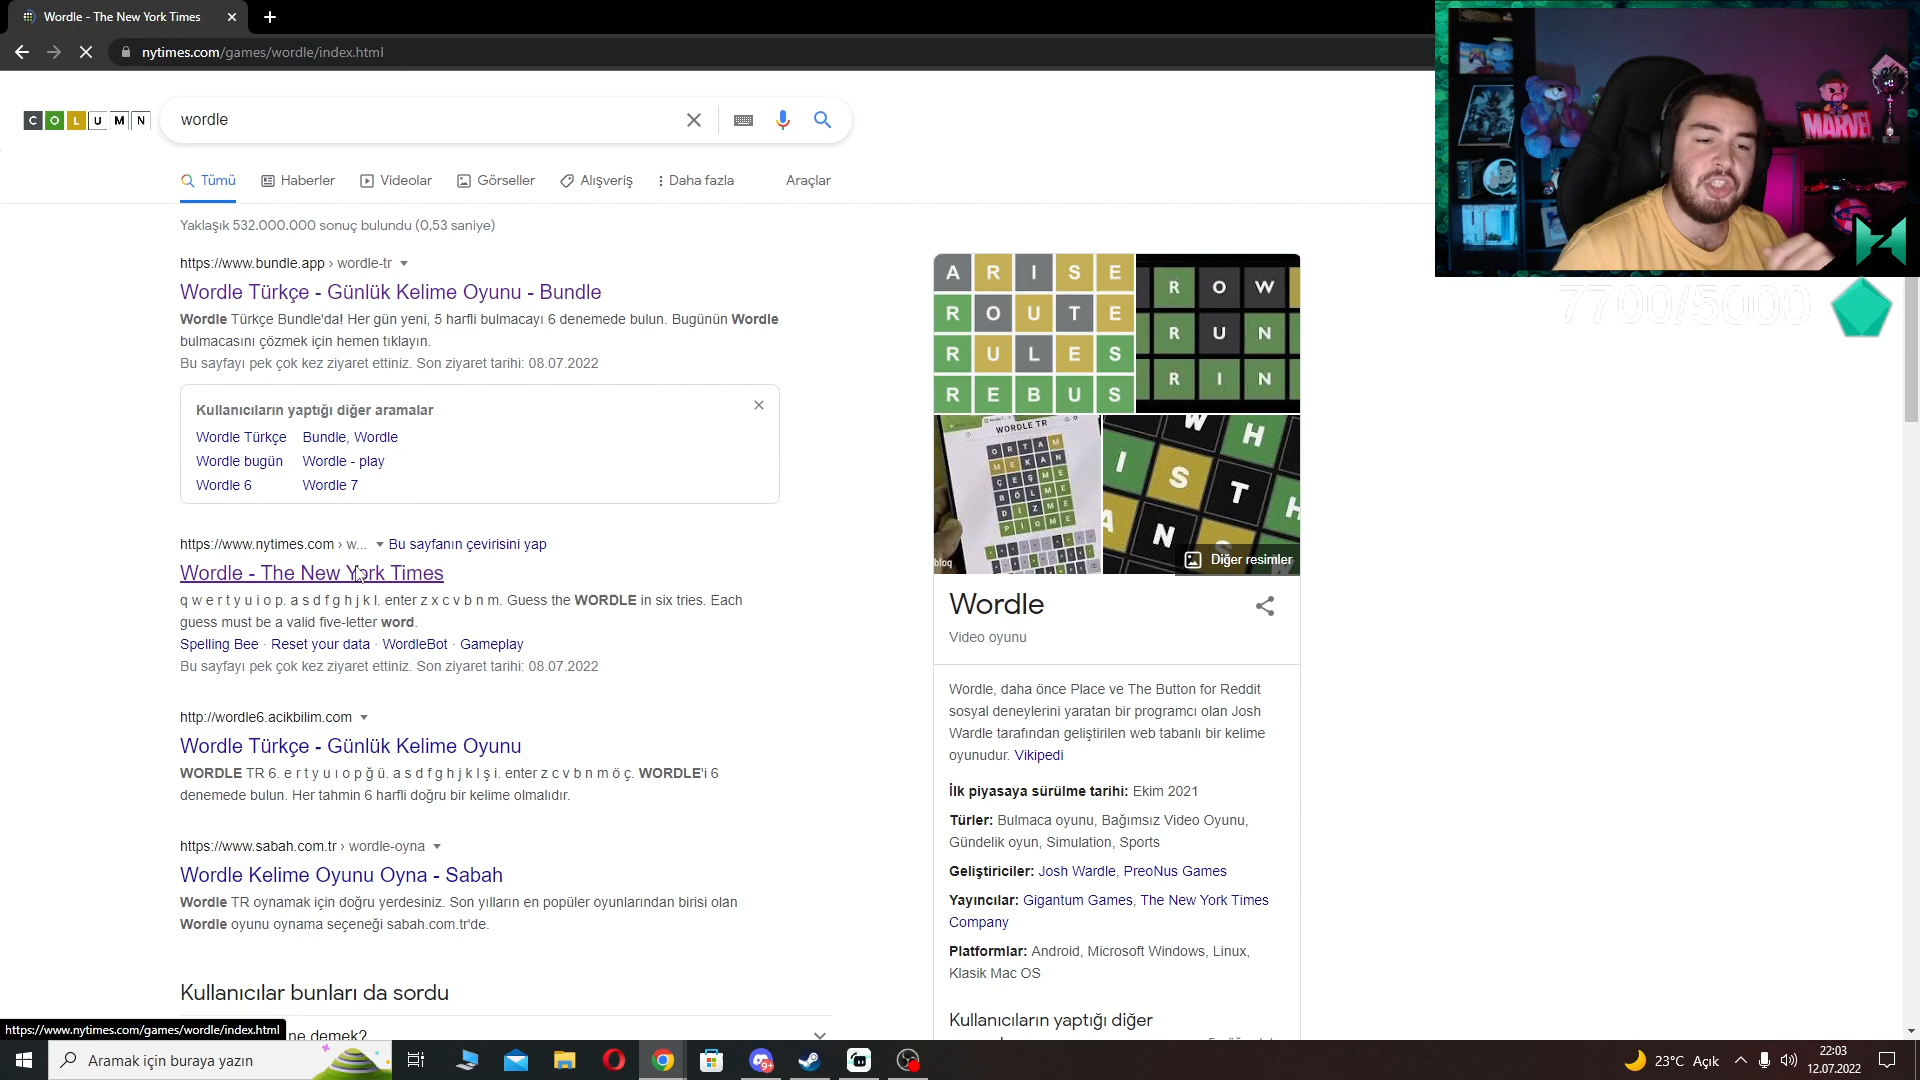 Wordle - The New York Times
nytimes.com/games/wordle/index.html
C O L U M N
wordle
Tümü
Haberler
Videolar
Görseller
Alışveriş
Daha fazla
Araçlar
Yaklaşık 532.000.000 sonuç bulundu (0,53 saniye)
https://www.bundle.app › wordle-tr
Wordle Türkçe - Günlük Kelime Oyunu - Bundle
Wordle Türkçe Bundle'da! Her gün yeni, 5 harfli bulmacayı 6 denemede bulun. Bugünün Wordle
bulmacasını çözmek için hemen tıklayın.
Bu sayfayı pek çok kez ziyaret ettiniz. Son ziyaret tarihi: 08.07.2022
Kullanıcıların yaptığı diğer aramalar
Wordle Türkçe Bundle, Wordle
Wordle bugün Wordle - play
Wordle 6 Wordle 7
https://www.nytimes.com › w... Bu sayfanın çevirisini yap
Wordle - The New York Times
q w e r t y u i o p. a s d f g h j k l. enter z x c v b n m. Guess the WORDLE in six tries. Each
guess must be a valid five-letter word.
Spelling Bee · Reset your data · WordleBot · Gameplay
Bu sayfayı pek çok kez ziyaret ettiniz. Son ziyaret tarihi: 08.07.2022
http://wordle6.acikbilim.com
Wordle Türkçe - Günlük Kelime Oyunu
WORDLE TR 6. e r t y u ı o p ğ ü. a s d f g h j k l ş i. enter z c v b n m ö ç. WORDLE'i 6
denemede bulun. Her tahmin 6 harfli doğru bir kelime olmalıdır.
https://www.sabah.com.tr › wordle-oyna
Wordle Kelime Oyunu Oyna - Sabah
Wordle TR oynamak için doğru yerdesiniz. Son yılların en popüler oyunlarından birisi olan
Wordle oyunu oynama seçeneği sabah.com.tr'de.
Kullanıcılar bunları da sordu
ne demek?
https://www.nytimes.com/games/wordle/index.html
A R I S E
R O U T E
R U L E S
R E B U S
R O W
R U N
R I N
WORDLE TR
O R T A M
M E K A N
Ç E Ş M E
B Ö L M E
D İ Z M E
P İ Ş M E
blog
W H
I S T H
A N S
Diğer resimler
Wordle
Video oyunu
Wordle, daha önce Place ve The Button for Reddit
sosyal deneylerini yaratan bir programcı olan Josh
Wardle tarafından geliştirilen web tabanlı bir kelime
oyunudur. Vikipedi
İlk piyasaya sürülme tarihi: Ekim 2021
Türler: Bulmaca oyunu, Bağımsız Video Oyunu,
Gündelik oyun, Simulation, Sports
Geliştiriciler: Josh Wardle, PreoNus Games
Yayıncılar: Gigantum Games, The New York Times
Company
Platformlar: Android, Microsoft Windows, Linux,
Klasik Mac OS
Kullanıcıların yaptığı diğer
MARVEL
7700/5000
Aramak için buraya yazın
9+
23°C Açık
22:03
12.07.2022